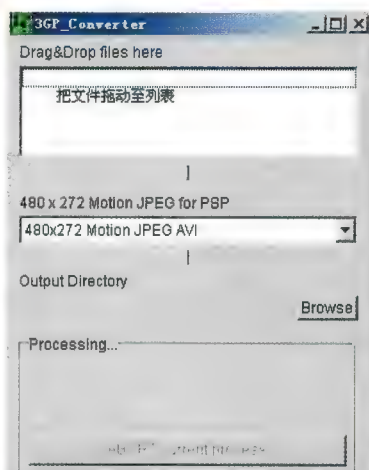 3GP_Converter
Drag&Drop files here
把文件拖动至列表
480 x 272 Motion JPEG for PSP
480x272 Motion JPEG AVI
Output Directory
Browse
Processing...